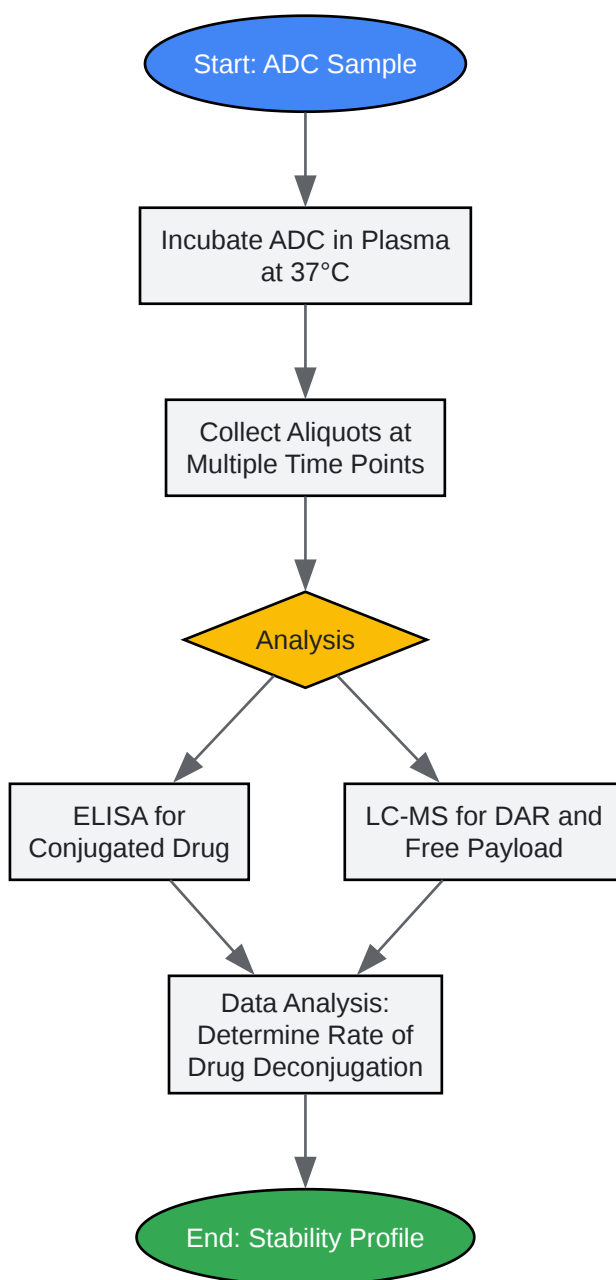 Start: ADC Sample
Incubate ADC in Plasma
at 37°C
Collect Aliquots at
Multiple Time Points
Analysis
ELISA for
Conjugated Drug
LC-MS for DAR and
Free Payload
Data Analysis:
Determine Rate of
Drug Deconjugation
End: Stability Profile